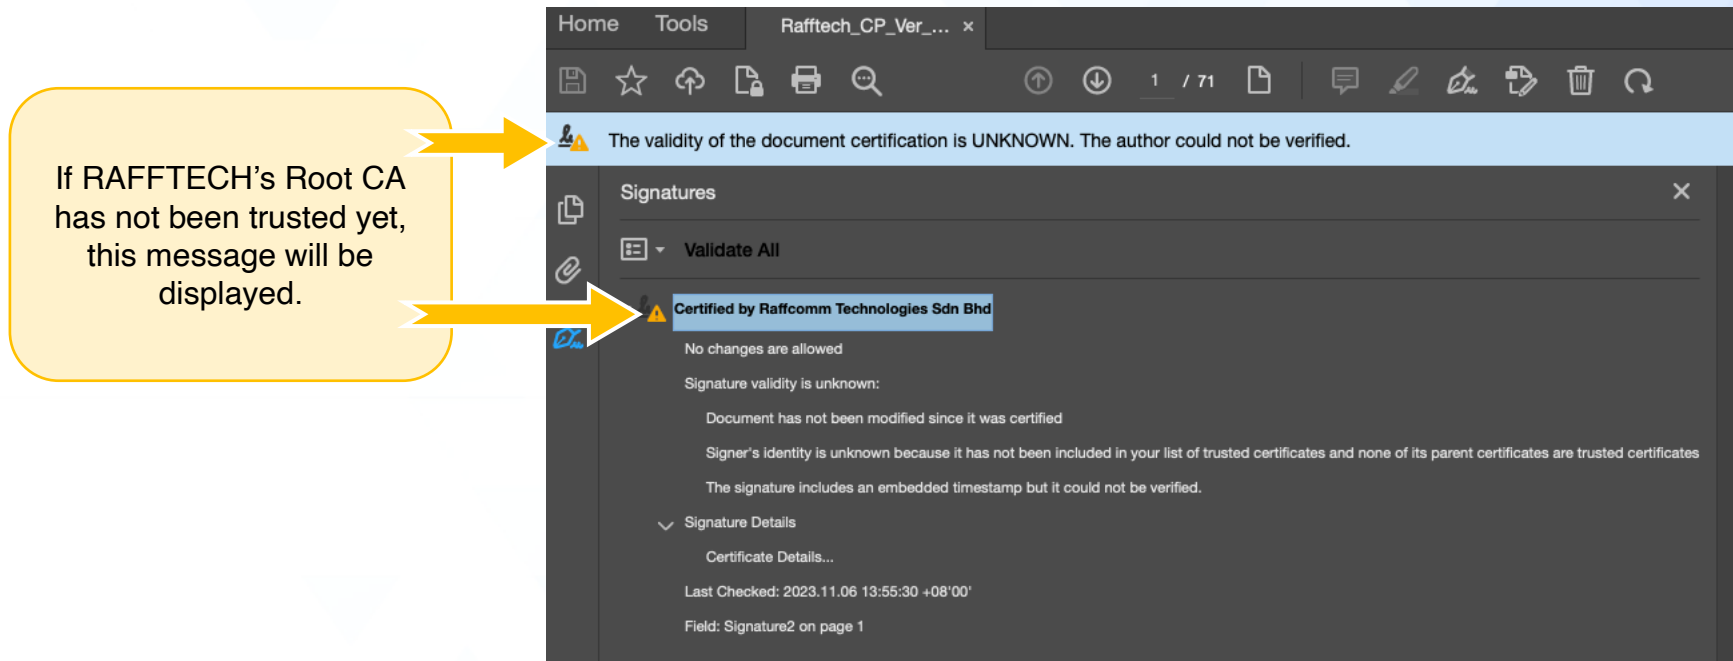 Home Tools Rafftech_CP_Ver_... ×
1 / 71
The validity of the document certification is UNKNOWN. The author could not be verified.
If RAFFTECH's Root CA
has not been trusted yet,
this message will be
displayed.
Signatures
Validate All
Certified by Raffcomm Technologies Sdn Bhd
No changes are allowed
Signature validity is unknown:
Document has not been modified since it was certified
Signer's identity is unknown because it has not been included in your list of trusted certificates and none of its parent certificates are trusted certificates
The signature includes an embedded timestamp but it could not be verified.
Signature Details
Certificate Details...
Last Checked: 2023.11.06 13:55:30 +08'00'
Field: Signature2 on page 1